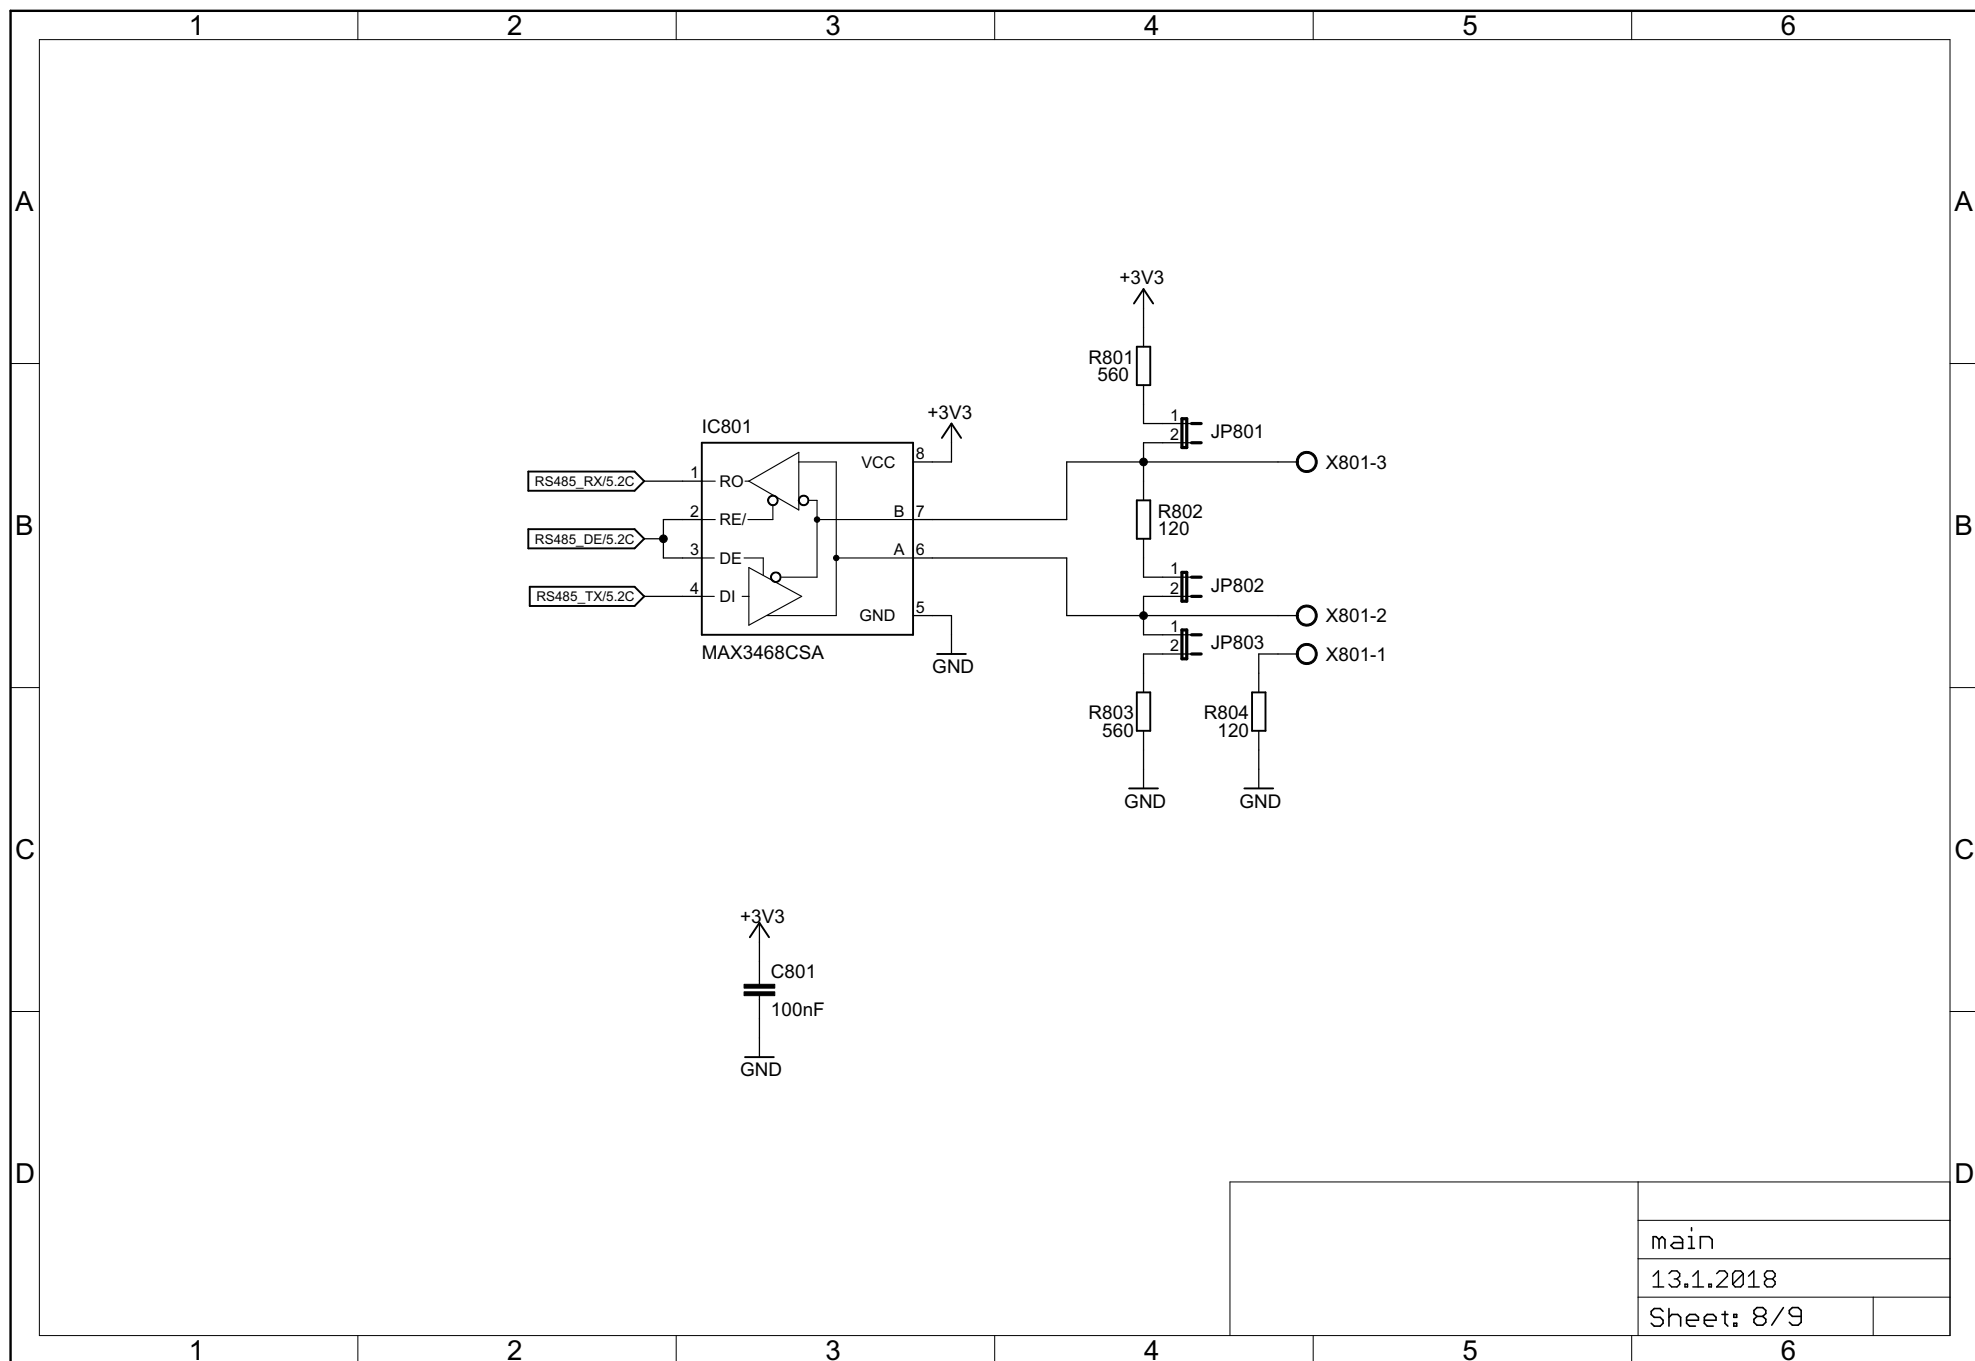 1 2 3 4 5 6
A A
+3V3
R801
560
+3V3
IC801
1
2 JP801
RS485_RX/5.2C 1 RO VCC 8 X801-3
RS485_DE/5.2C 2 RE/ B 7 R802
120
B B
3 DE A 6
1
2 JP802
RS485_TX/5.2C 4 DI GND 5 X801-2
1
2 JP803
MAX3468CSA GND X801-1
R803
560
R804
120
GND GND
C C
+3V3
C801
100nF
GND
D D
main
13.1.2018
Sheet: 8/9
1 2 3 4 5 6